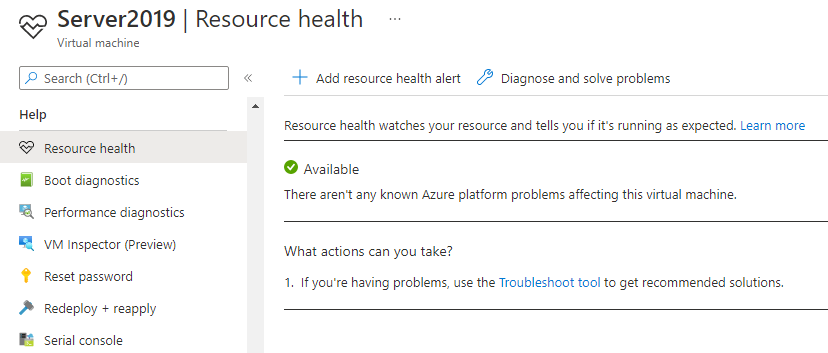 Server2019 | Resource health ...
Virtual machine
Search (Ctrl+/) «
Help
Resource health
Boot diagnostics
Performance diagnostics
VM Inspector (Preview)
Reset password
Redeploy + reapply
Serial console
Add resource health alert Diagnose and solve problems
Resource health watches your resource and tells you if it's running as expected. Learn more
Available
There aren't any known Azure platform problems affecting this virtual machine.
What actions can you take?
1. If you're having problems, use the Troubleshoot tool to get recommended solutions.